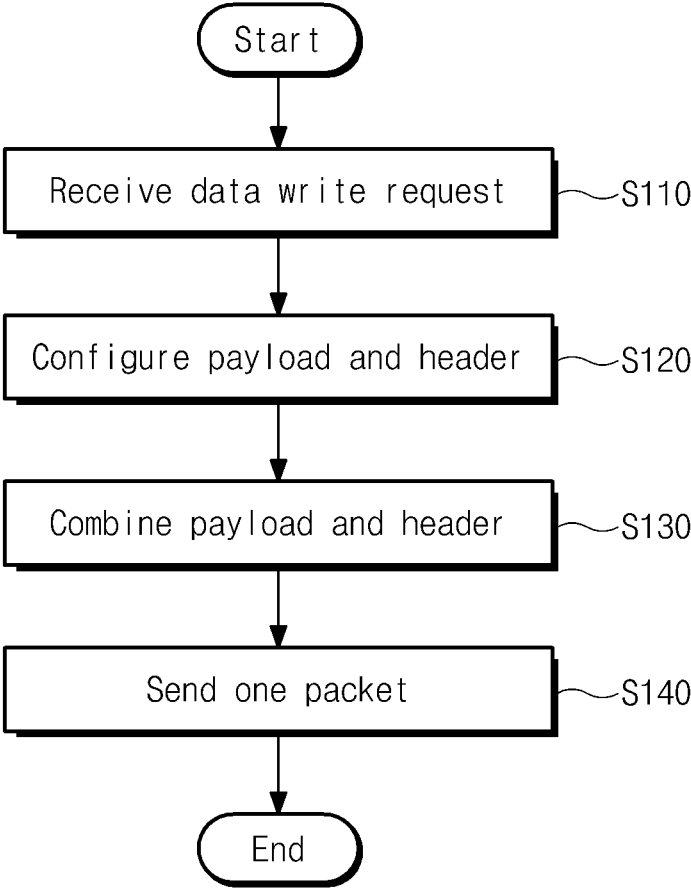 Start
Receive data write request
S110
Configure payload and header
S120
Combine payload and header
S130
Send one packet
S140
End